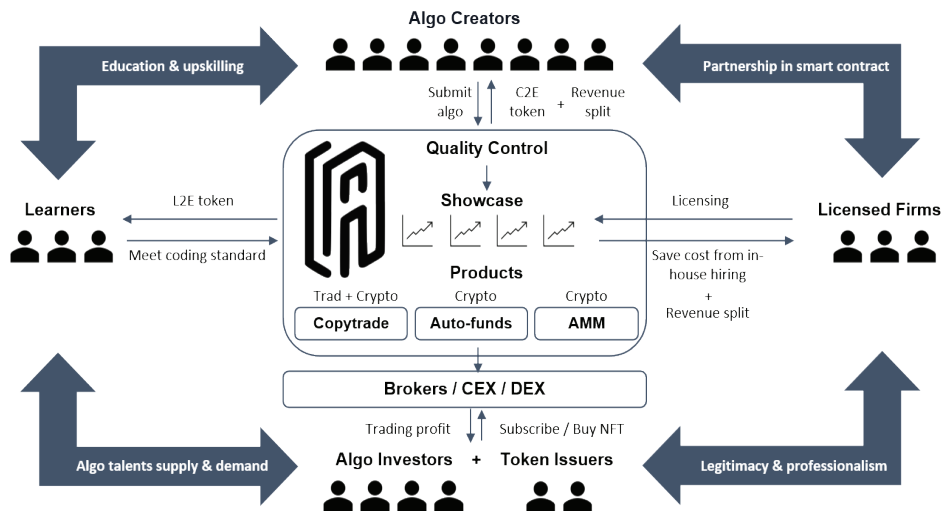 Algo Creators
Education & upskilling
Partnership in smart contract
Submit
algo
C2E
token
+
Revenue
split
Quality Control
Showcase
Learners
L2E token
Meet coding standard
Licensing
Licensed Firms
Save cost from in-
house hiring
+
Revenue split
Products
Trad + Crypto
Crypto
Crypto
Copytrade
Auto-funds
AMM
Brokers / CEX / DEX
Trading profit
Subscribe / Buy NFT
Algo Investors + Token Issuers
Algo talents supply & demand
Legitimacy & professionalism